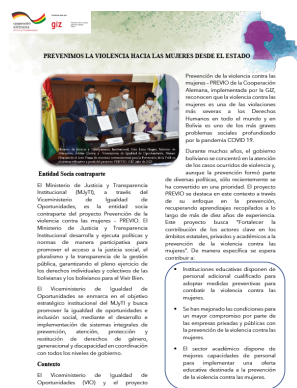 cooperación
alemana
giz
PREVENIMOS LA VIOLENCIA HACIA LAS MUJERES DESDE EL ESTADO
Entidad Socia contraparte
El Ministerio de Justicia y Transparencia
Institucional (MJyTI), a través del
Viceministerio de Igualdad de
Oportunidades, es la entidad socia
contraparte del proyecto Prevención de la
violencia contra las mujeres – PREVIO. El
Ministerio de Justicia y Transparencia
Institucional desarrolla y ejecuta políticas y
normas de manera participativa para
promover el acceso a la justicia social, el
pluralismo y la transparencia de la gestión
pública, garantizando el pleno ejercicio de
los derechos individuales y colectivos de las
bolivianas y los bolivianos para el Vivir Bien.
El Viceministerio de Igualdad de
Oportunidades se enmarca en el objetivo
estratégico institucional del MJyTI y busca
promover la igualdad de oportunidades e
inclusión social, mediante el desarrollo e
implementación de sistemas integrales de
prevención, atención, protección y
restitución de derechos de género,
generacional y discapacidad en coordinación
con todos los niveles de gobierno.
Contexto
El Viceministerio de Igualdad de
Oportunidades (VIO) y el proyecto
Prevención de la violencia contra las
mujeres – PREVIO de la Cooperación
Alemana, implementada por la GIZ,
reconocen que la violencia contra las
mujeres es una de las violaciones
más severas a los Derechos
Humanos en todo el mundo y en
Bolivia es uno de los más graves
problemas sociales profundizado
por la pandemia COVID 19.
Durante muchos años, el gobierno
boliviano se concentró en la atención
de los casos ocurridos de violencia,
aunque la prevención formó parte
de diversas políticas, sólo recientemente se
ha convertido en una prioridad. El proyecto
PREVIO se destaca en este contexto a través
de su enfoque en la prevención,
recuperando aprendizajes recopilados a lo
largo de más de diez años de experiencia.
Este proyecto busca "Fortalecer la
contribución de los actores clave en los
ámbitos estatales, privados y académicos a la
prevención de la violencia contra las
mujeres". De manera específica se espera
contribuir a que:
• Instituciones educativas disponen de
personal adicional cualificado para
adoptar medidas preventivas para
combatir la violencia contra las
mujeres.
• Se han mejorado las condiciones para
un mayor compromiso por parte de
las empresas privadas y públicas con
la prevención de la violencia contra las
mujeres.
• El sector académico dispone de
mejores capacidades de personal
para implementar una oferta
educativa destinada a la prevención
de la violencia contra las mujeres.